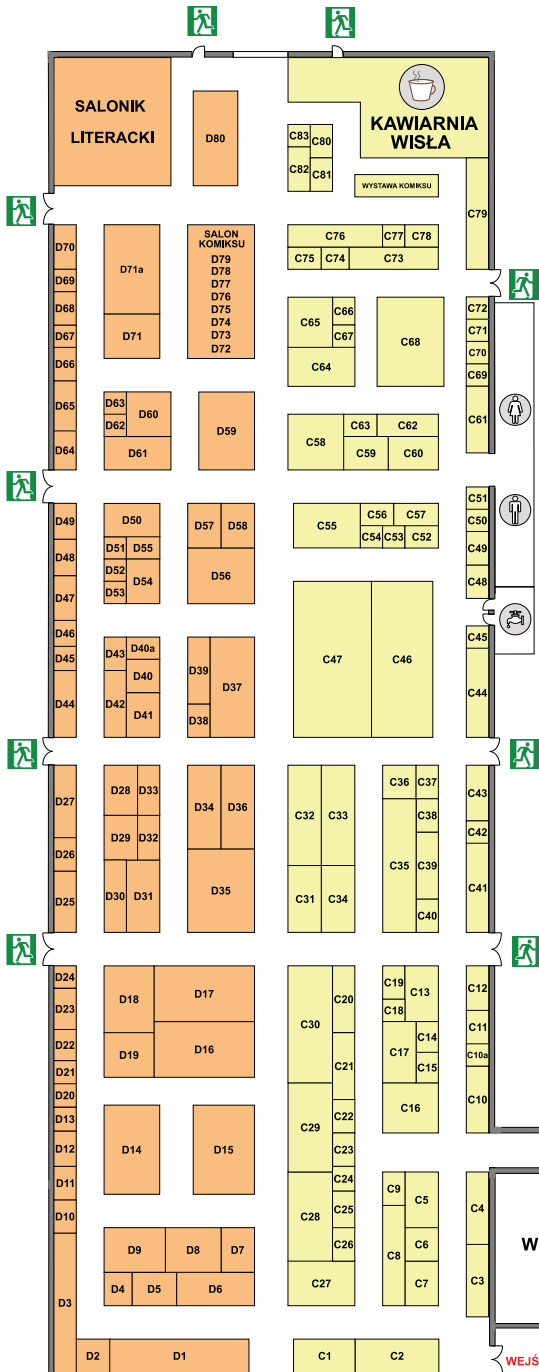 SALONIK
LITERACKI
D80
KAWIARNIA
WISŁA
C83
C80
C82
C81
WYSTAWA KOMIKSU
C79
D70
D69
D68
D67
D66
D65
D64
D71a
D71
SALON
KOMIKSU
D79
D78
D77
D76
D75
D74
D73
D72
C76
C77
C78
C75
C74
C73
C65
C66
C67
C64
C68
C72
C71
C70
C69
C61
D63
D60
D62
D61
D59
C58
C63
C62
C59
C60
D49
D48
D47
D46
D45
D44
D50
D51
D55
D52
D54
D53
D57
D58
D56
C55
C56
C57
C54
C53
C52
C51
C50
C49
C48
C45
C44
D43
D40a
D40
D42
D41
D39
D37
D38
C47
C46
D27
D26
D25
D28
D33
D29
D32
D30
D31
D34
D36
D35
C32
C33
C31
C34
C36
C37
C38
C35
C39
C40
C43
C42
C41
D24
D23
D22
D21
D20
D13
D12
D11
D10
D3
D18
D17
D19
D16
D14
D15
C30
C20
C21
C29
C22
C23
C24
C28
C25
C26
C27
C19
C13
C18
C17
C14
C15
C16
C12
C11
C10a
C10
C9
C5
C8
C6
C7
C4
C3
W
D9
D8
D7
D4
D5
D6
D2
D1
C1
C2
WEJŚ